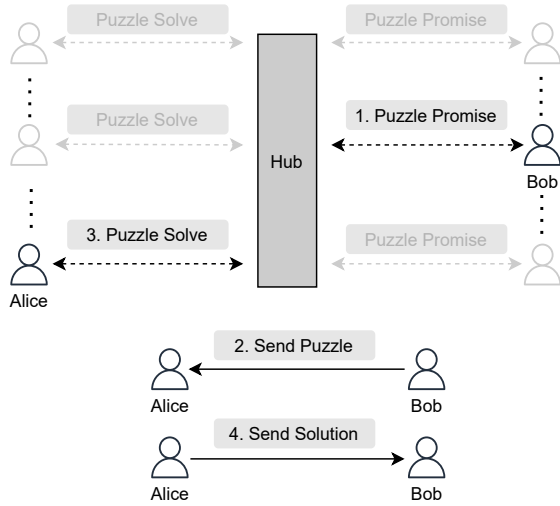 Puzzle Solve
Puzzle Promise
Puzzle Solve
1. Puzzle Promise
Hub
Bob
3. Puzzle Solve
Puzzle Promise
Alice
2. Send Puzzle
Alice
Bob
4. Send Solution
Alice
Bob